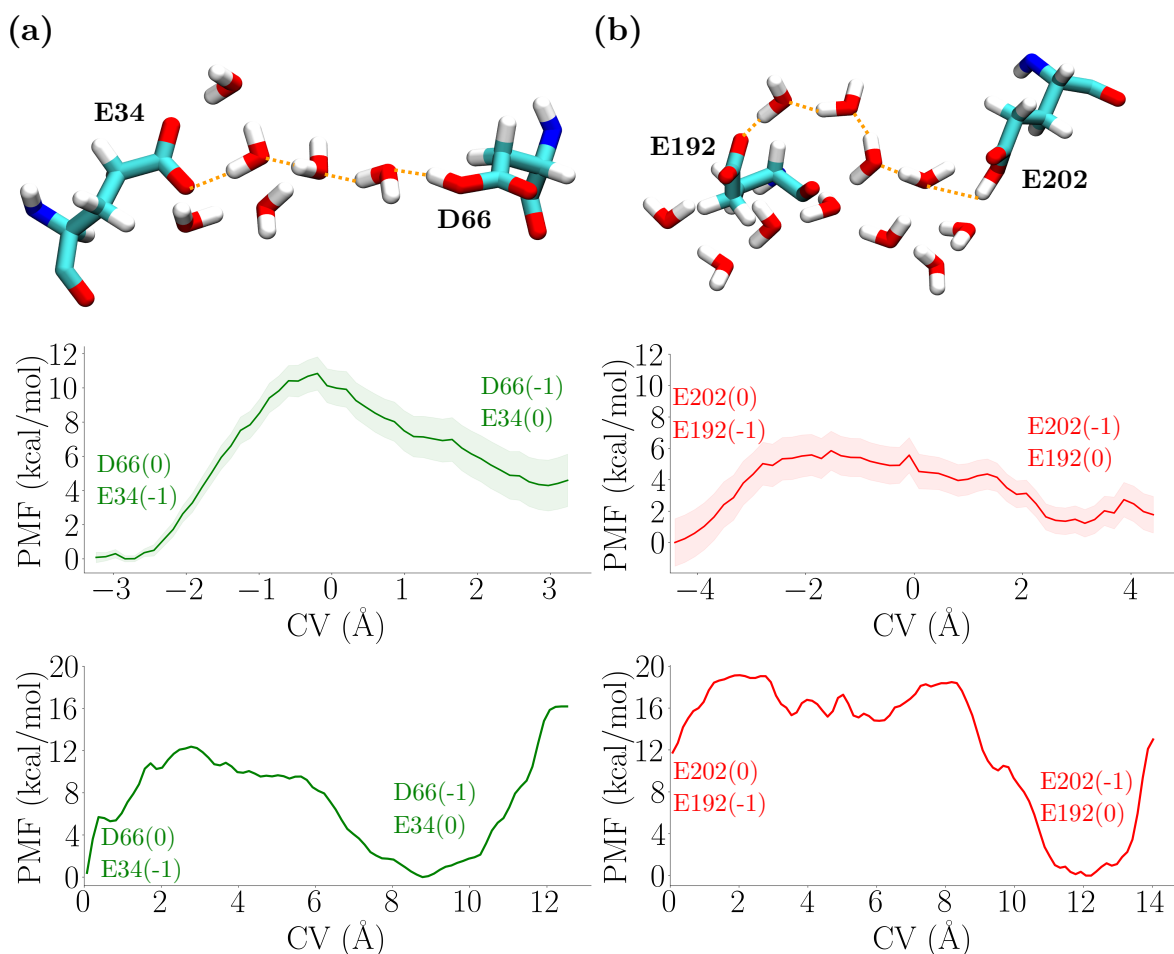 (a)
E34
D66
(b)
E192
E202
PMF (kcal/mol)
12
10
8
6
4
2
0
D66(0)
E34(-1)
D66(-1)
E34(0)
−3 −2 −1 0 1 2 3
CV (Å)
PMF (kcal/mol)
12
10
8
6
4
2
0
E202(0)
E192(-1)
E202(-1)
E192(0)
−4 −2 0 2 4
CV (Å)
PMF (kcal/mol)
20
16
12
8
4
0
D66(0)
E34(-1)
D66(-1)
E34(0)
0 2 4 6 8 10 12
CV (Å)
PMF (kcal/mol)
20
16
12
8
4
0
E202(0)
E192(-1)
E202(-1)
E192(0)
0 2 4 6 8 10 12 14
CV (Å)